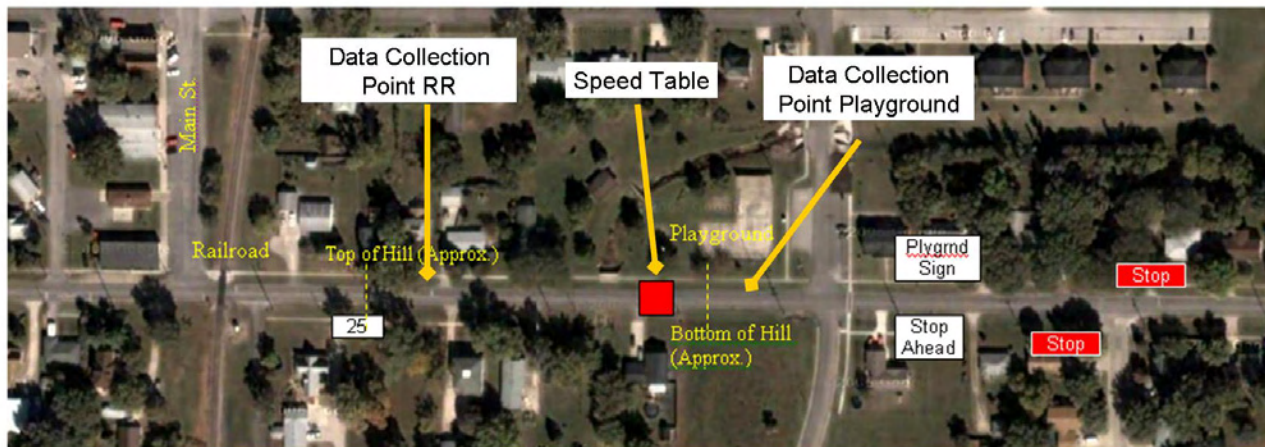 Data Collection
Point RR
Speed Table
Data Collection
Point Playground
Main St.
Railroad
Top of Hill (Approx.)
Playground
Plygrnd
Sign
Stop
25
Bottom of Hill
(Approx.)
Stop
Ahead
Stop